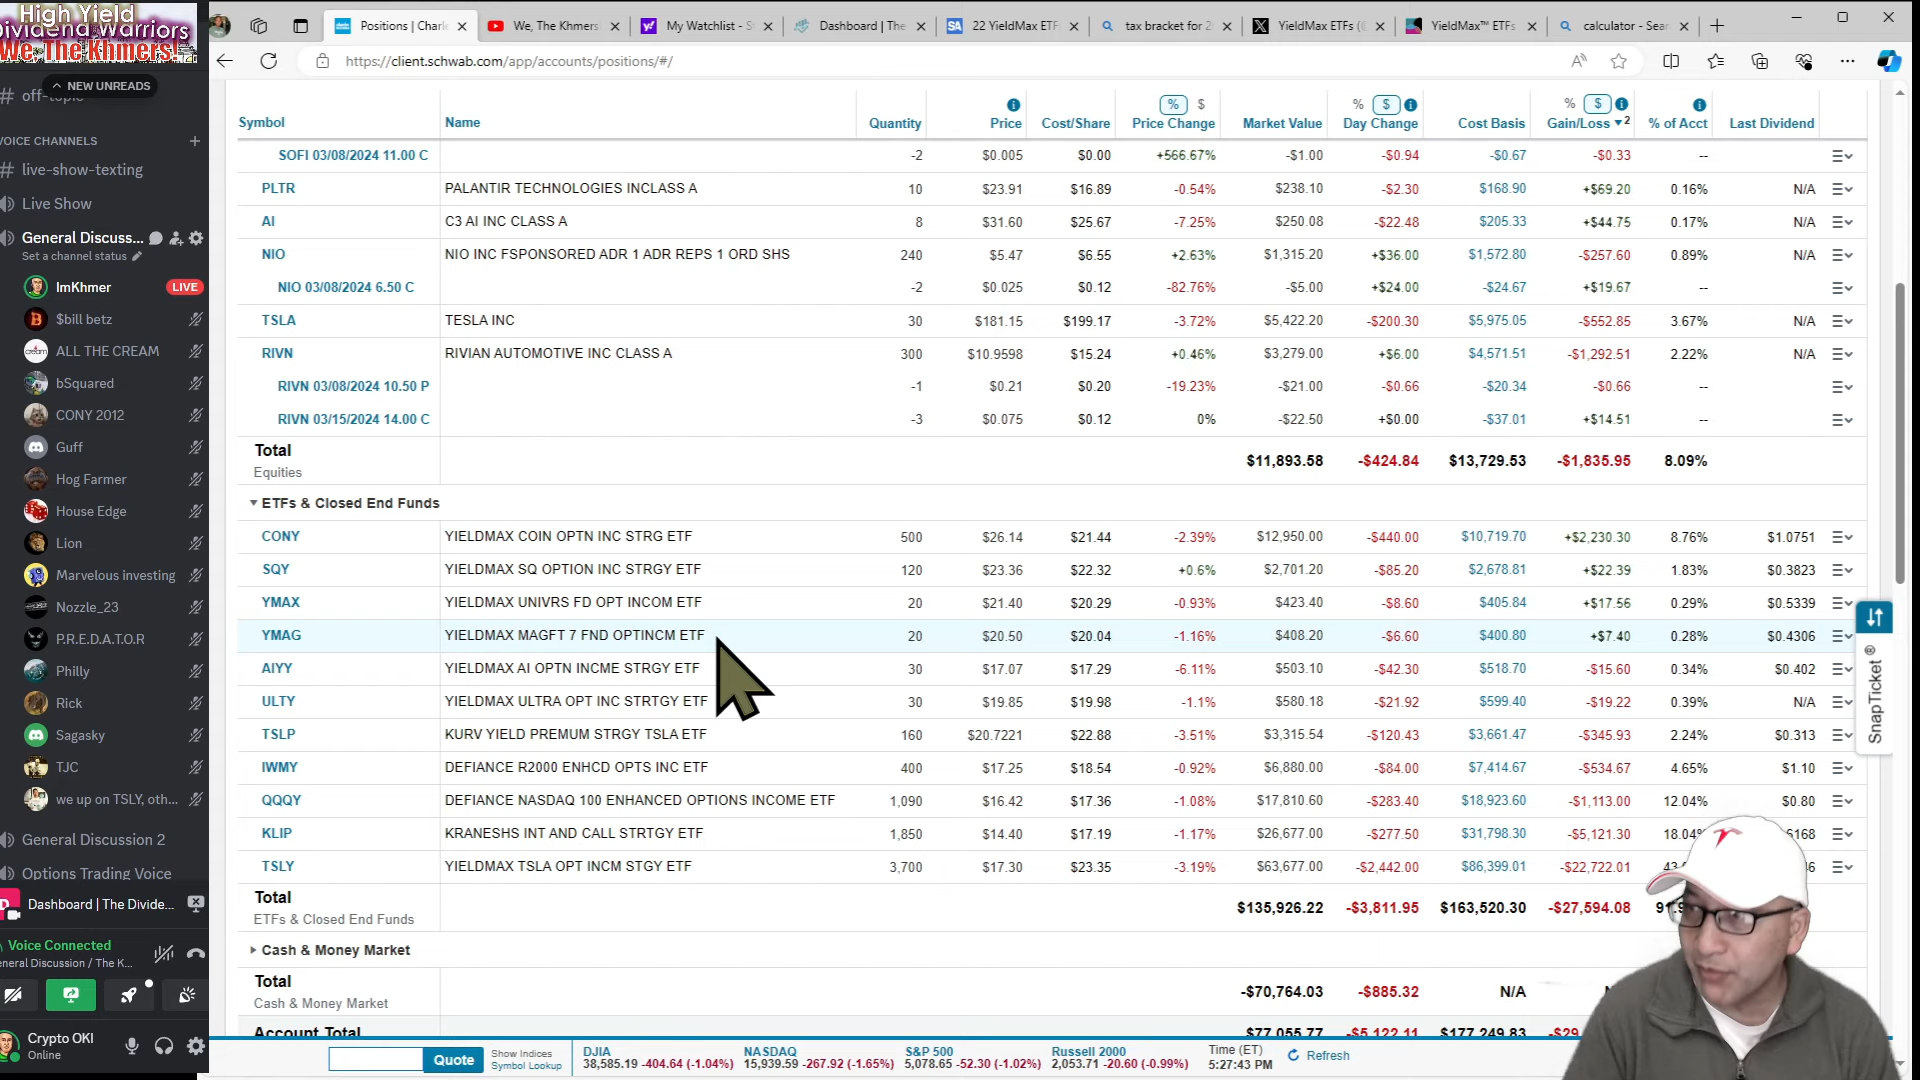 High Yield
Dividend Warriors
We The Khmers!
NEW UNREADS
# off-topic
VOICE CHANNELS
# live-show-texting
Live Show
General Discuss...
Set a channel status
ImKhmer LIVE
$bill betz
ALL THE CREAM
bSquared
CONY 2012
Guff
Hog Farmer
House Edge
Lion
Marvelous investing
Nozzle_23
P.R.E.D.A.T.O.R
Philly
Rick
Sagasky
TJC
we up on TSLY, oth...
General Discussion 2
Options Trading Voice
Dashboard | The Divide...
Voice Connected
eneral Discussion / The K...
Crypto OKI
Online
Positions | Charle
We, The Khmers
My Watchlist - S
Dashboard | The
22 YieldMax ETF
tax bracket for 2
YieldMax ETFs (
YieldMax™ ETFs
calculator - Sear
https://client.schwab.com/app/accounts/positions/#/
% $ % $ % $
Symbol Name Quantity Price Cost/Share Price Change Market Value Day Change Cost Basis Gain/Loss 2 % of Acct Last Dividend
SOFI 03/08/2024 11.00 C -2 $0.005 $0.00 +566.67% -$1.00 -$0.94 -$0.67 -$0.33 --
PLTR PALANTIR TECHNOLOGIES INCLASS A 10 $23.91 $16.89 -0.54% $238.10 -$2.30 $168.90 +$69.20 0.16% N/A
AI C3 AI INC CLASS A 8 $31.60 $25.67 -7.25% $250.08 -$22.48 $205.33 +$44.75 0.17% N/A
NIO NIO INC FSPONSORED ADR 1 ADR REPS 1 ORD SHS 240 $5.47 $6.55 +2.63% $1,315.20 +$36.00 $1,572.80 -$257.60 0.89% N/A
NIO 03/08/2024 6.50 C -2 $0.025 $0.12 -82.76% -$5.00 +$24.00 -$24.67 +$19.67 --
TSLA TESLA INC 30 $181.15 $199.17 -3.72% $5,422.20 -$200.30 $5,975.05 -$552.85 3.67% N/A
RIVN RIVIAN AUTOMOTIVE INC CLASS A 300 $10.9598 $15.24 +0.46% $3,279.00 +$6.00 $4,571.51 -$1,292.51 2.22% N/A
RIVN 03/08/2024 10.50 P -1 $0.21 $0.20 -19.23% -$21.00 -$0.66 -$20.34 -$0.66 --
RIVN 03/15/2024 14.00 C -3 $0.075 $0.12 0% -$22.50 +$0.00 -$37.01 +$14.51 --
Total
Equities $11,893.58 -$424.84 $13,729.53 -$1,835.95 8.09%
ETFs & Closed End Funds
CONY YIELDMAX COIN OPTN INC STRG ETF 500 $26.14 $21.44 -2.39% $12,950.00 -$440.00 $10,719.70 +$2,230.30 8.76% $1.0751
SQY YIELDMAX SQ OPTION INC STRGY ETF 120 $23.36 $22.32 +0.6% $2,701.20 -$85.20 $2,678.81 +$22.39 1.83% $0.3823
YMAX YIELDMAX UNIVRS FD OPT INCOM ETF 20 $21.40 $20.29 -0.93% $423.40 -$8.60 $405.84 +$17.56 0.29% $0.5339
YMAG YIELDMAX MAGFT 7 FND OPTINCM ETF 20 $20.50 $20.04 -1.16% $408.20 -$6.60 $400.80 +$7.40 0.28% $0.4306
AIYY YIELDMAX AI OPTN INCME STRGY ETF 30 $17.07 $17.29 -6.11% $503.10 -$42.30 $518.70 -$15.60 0.34% $0.402
ULTY YIELDMAX ULTRA OPT INC STRTGY ETF 30 $19.85 $19.98 -1.1% $580.18 -$21.92 $599.40 -$19.22 0.39% N/A
TSLP KURV YIELD PREMUM STRGY TSLA ETF 160 $20.7221 $22.88 -3.51% $3,315.54 -$120.43 $3,661.47 -$345.93 2.24% $0.313
IWMY DEFIANCE R2000 ENHCD OPTS INC ETF 400 $17.25 $18.54 -0.92% $6,880.00 -$84.00 $7,414.67 -$534.67 4.65% $1.10
QQQY DEFIANCE NASDAQ 100 ENHANCED OPTIONS INCOME ETF 1,090 $16.42 $17.36 -1.08% $17,810.60 -$283.40 $18,923.60 -$1,113.00 12.04% $0.80
KLIP KRANESHS INT AND CALL STRTGY ETF 1,850 $14.40 $17.19 -1.17% $26,677.00 -$277.50 $31,798.30 -$5,121.30 18.04%
TSLY YIELDMAX TSLA OPT INCM STGY ETF 3,700 $17.30 $23.35 -3.19% $63,677.00 -$2,442.00 $86,399.01 -$22,722.01
Total
ETFs & Closed End Funds $135,926.22 -$3,811.95 $163,520.30 -$27,594.08
Cash & Money Market
Total
Cash & Money Market -$70,764.03 -$885.32 N/A
Account Total $77,055.77 -$5,122.11 $177,249.83
SnapTicket ®
Quote
Show Indices
Symbol Lookup
DJIA
38,585.19 -404.64 (-1.04%)
NASDAQ
15,939.59 -267.92 (-1.65%)
S&P 500
5,078.65 -52.30 (-1.02%)
Russell 2000
2,053.71 -20.60 (-0.99%)
Time (ET)
5:27:43 PM
Refresh